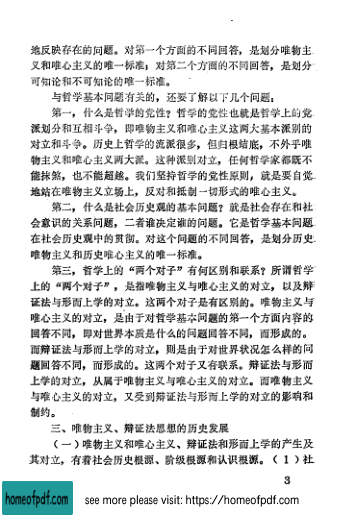 地反映存在的问题。对第一个方面的不同回答，是划分唯物主
义和唯心主义的唯一标准；对第二个方面的不同回答，是划分
可知论和不可知论的唯一标准。
与哲学基本问题有关的，还要了解以下几个问题：
第一，什么是哲学的党性？哲学的党性也就是哲学上的党
派划分和互相斗争，即唯物主义和唯心主义这两大基本派别的
对立和斗争。历史上哲学的流派很多，但归根结底，不外乎唯
物主义和唯心主义两大派。这种派别对立，任何哲学家都既不
能抹煞，也不能超越。我们坚持哲学的党性原则，就是要自觉
地站在唯物主义立场上，反对和抵制一切形式的唯心主义。
第二，什么是社会历史观的基本问题？就是社会存在和社
会意识的关系问题，二者谁决定谁的问题。它是哲学基本问题
在社会历史观中的贯彻。对这个问题的不同回答，是划分历史
唯物主义和历史唯心主义的唯一标准。
第三，哲学上的“两个对子”有何区别和联系？所谓哲学
上的“两个对子”，是指唯物主义与唯心主义的对立，以及辩
证法与形而上学的对立。这两个对子是有区别的。唯物主义与
唯心主义的对立，是由于对哲学基本问题的第一个方面内容的
回答不同，即对世界本质是什么的问题回答不同，而形成的。
而辩证法与形而上学的对立，则是由于对世界状况怎么样的问
题回答不同，而形成的。这两个对子又有联系。辩证法与形而
上学的对立，从属于唯物主义与唯心主义的对立。而唯物主义
与唯心主义的对立，又受到辩证法与形而上学的对立的影响和
制约。
三、唯物主义、辩证法思想的历史发展
（一）唯物主义和唯心主义、辩证法和形而上学的产生及
其对立，有着社会历史根源、阶级根源和认识根源。（1）社
3
homeofpdf.com see more please visit: https://homeofpdf.com